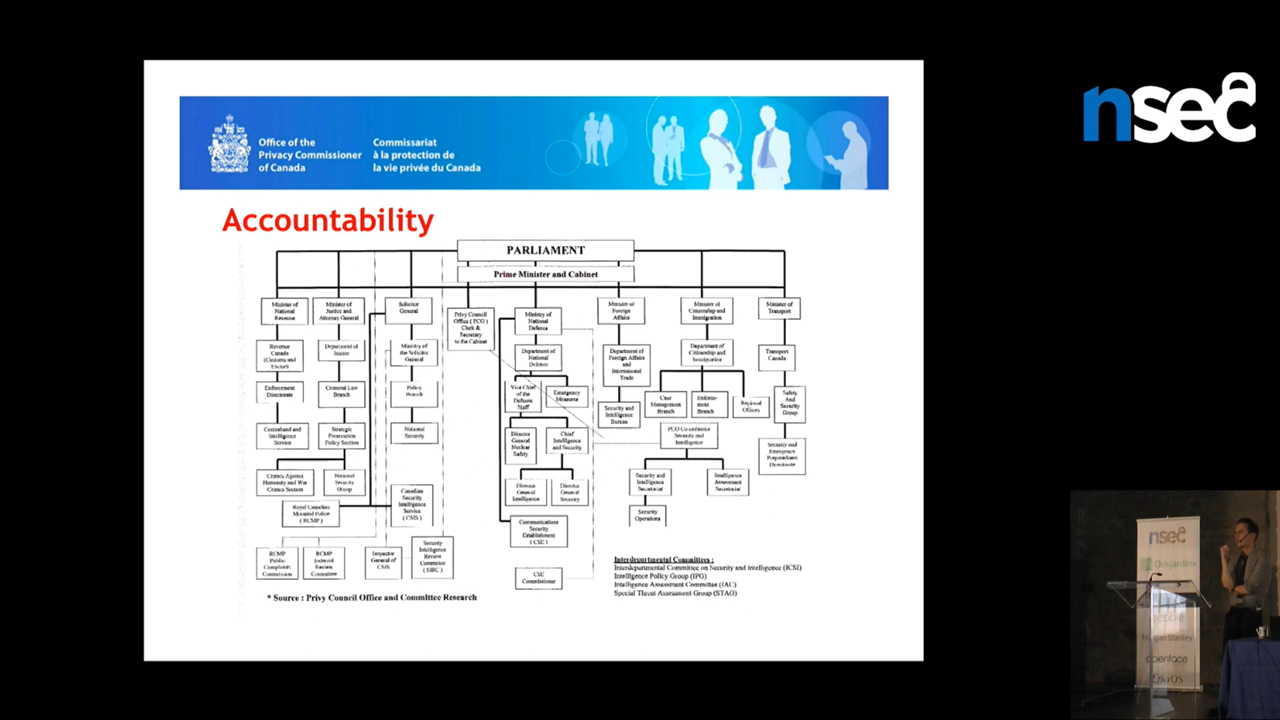 nsec
Office of the
Privacy Commissioner
of Canada
Commissariat
à la protection de
la vie privée du Canada
Accountability
PARLIAMENT
Prime Minister and Cabinet
Minister of
National
Revenue
Minister of
Justice and
Attorney General
Solicitor
General
Privy Council
Office ( PCO )
Clerk &
Secretary
to the Cabinet
Ministry of
National
Defence
Minister of
Foreign
Affairs
Minister of
Citizenship and
Immigration
Minister of
Transport
Revenue
Canada
(Customs and
Excise)
Department of
Justice
Ministry of
the Solicitor
General
Department of
National
Defence
Department of
Foreign Affairs
and
International
Trade
Department of
Citizenship and
Immigration
Transport
Canada
Enforcement
Directorate
Criminal Law
Branch
Policy
Branch
Vice Chief
of the
Defence
Staff
Emergency
Measures
Security and
Intelligence
Bureau
Case
Management
Branch
Enforce-
ment
Branch
Regional
Offices
Safety
And
Security
Group
Contraband and
Intelligence
Service
Strategic
Prosecution
Policy Section
National
Security
Director
General
Nuclear
Safety
Chief
Intelligence
and Security
PCO Co-ordinator
Security and
Intelligence
Security and
Emergency
Preparedness
Directorate
Crimes Against
Humanity and War
Crimes Section
National
Security
Group
Director
General
Intelligence
Director
General
Security
Security and
Intelligence
Secretariat
Intelligence
Assessment
Secretariat
Royal Canadian
Mounted Police
( RCMP )
Canadian
Security
Intelligence
Service
( CSIS )
Communications
Security
Establishment
( CSE )
Security
Operations
RCMP
Public
Complaints
Commission
RCMP
External
Review
Committee
Inspector
General of
CSIS
Security
Intelligence
Review
Committee
( SIRC )
CSE
Commissioner
Interdepartmental Committees :
Interdepartmental Committee on Security and Intelligence (ICSI)
Intelligence Policy Group (IPG)
Intelligence Assessment Committee (IAC)
Special Threat Assessment Group (STAG)
* Source : Privy Council Office and Committee Research
nsec
Desjardins
Morgan Stanley
openface